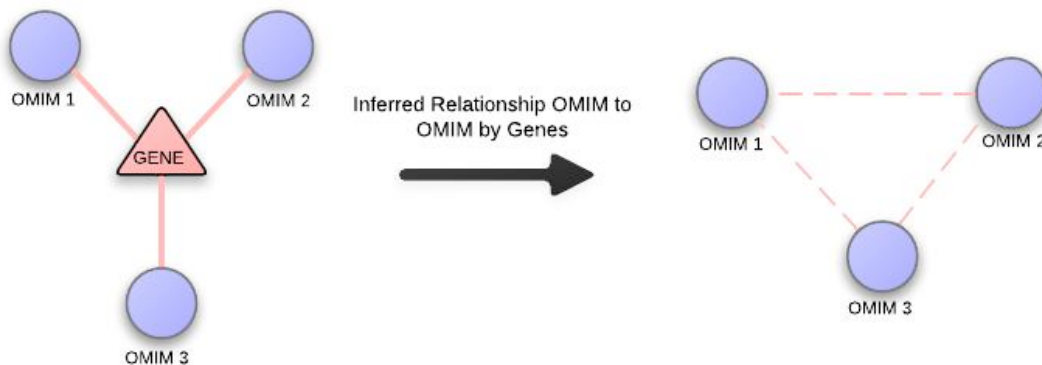 OMIM 1
OMIM 2
GENE
OMIM 3
Inferred Relationship OMIM to
OMIM by Genes
OMIM 1
OMIM 2
OMIM 3